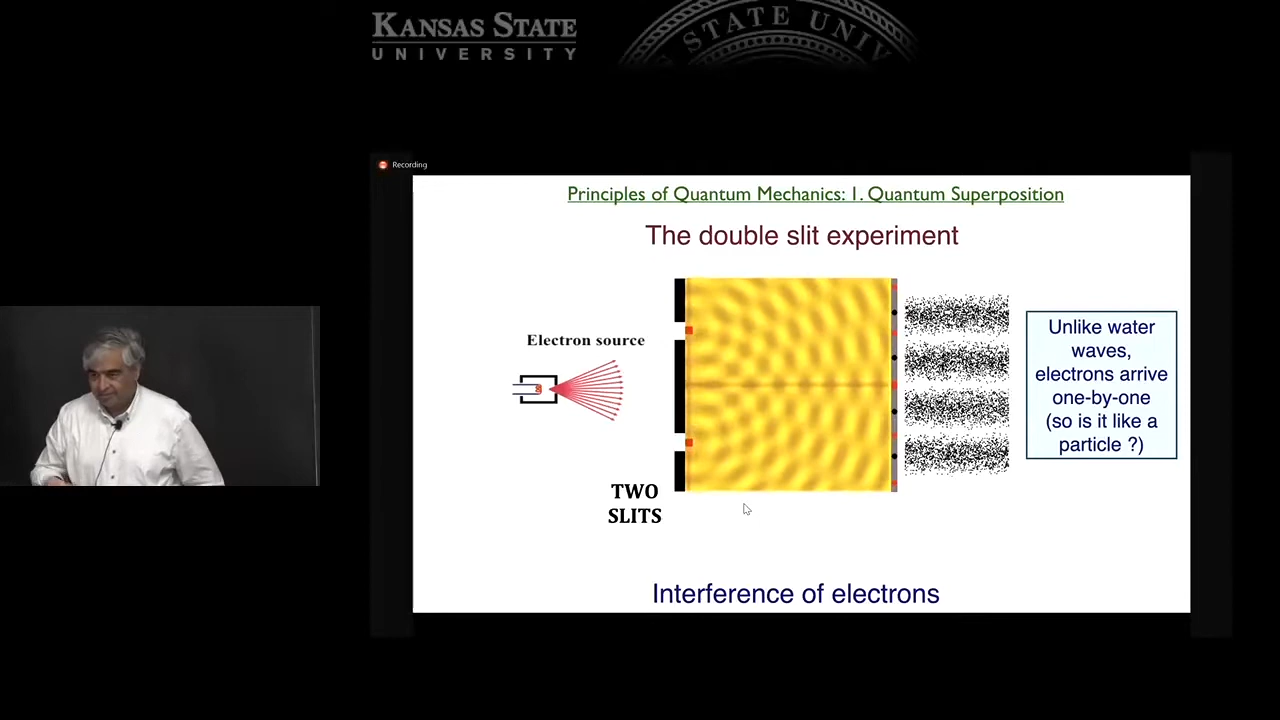 KANSAS STATE
UNIVERSITY
STATE UNIV
Recording
Principles of Quantum Mechanics: 1. Quantum Superposition
The double slit experiment
Electron source
Unlike water
waves,
electrons arrive
one-by-one
(so is it like a
particle ?)
TWO
SLITS
Interference of electrons